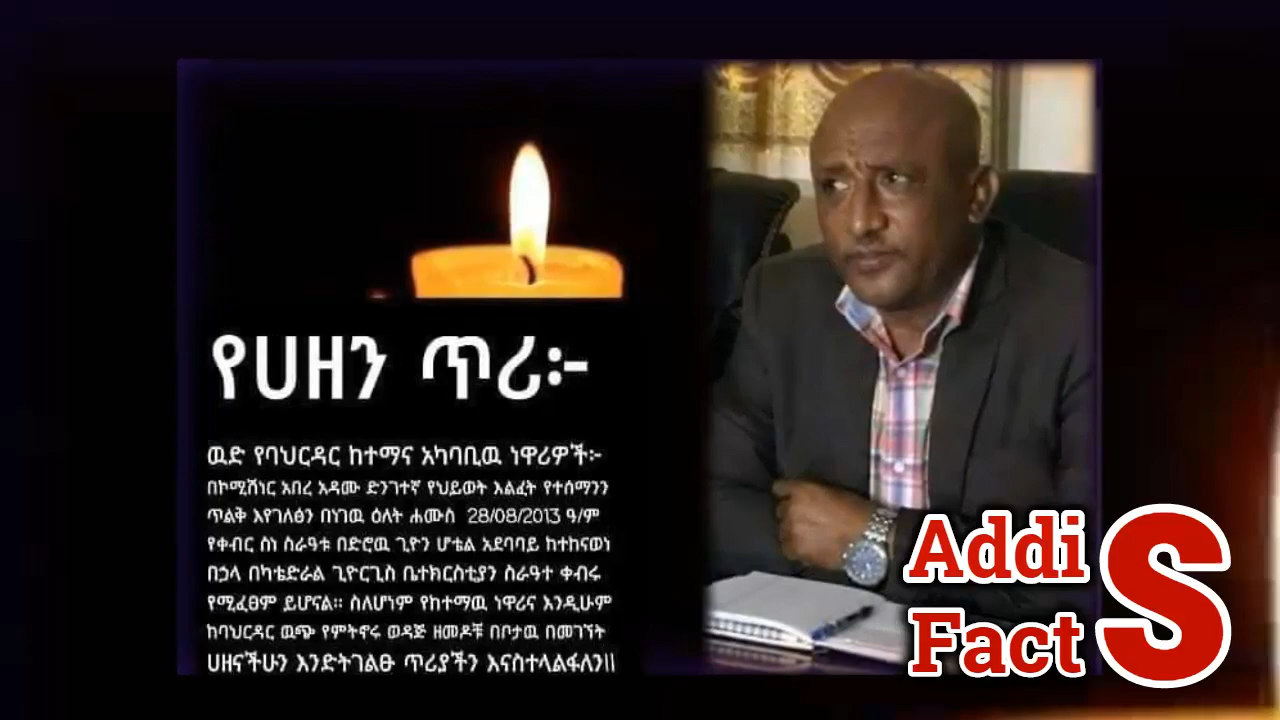 የሀዘን ጥሪ፦
ዉድ የባህርዳር ከተማና አካባቢዉ ነዋሪዎች፦
በኮሚሽነር አበረ አዳሙ ድንገተኛ የህይወት እልፈት የተሰማንን
ጥልቅ እየገለፅን በነገዉ ዕለት ሐሙስ 28/08/2013 ዓ/ም
የቀብር ስነ ስራዓቱ በድሮዉ ጊዮን ሆቴል አደባባይ ከተከናወነ
በኃላ በካቴድራል ጊዮርጊስ ቤተክርስቲያን ስራዓተ ቀብሩ
የሚፈፀም ይሆናል። ስለሆነም የከተማዉ ነዋሪና እንዲሁም
ከባህርዳር ዉጭ የምትኖሩ ወዳጅ ዘመዶቹ በቦታዉ በመገኘት
ሀዘናችሁን እንድትገልፁ ጥሪያችን እናስተላልፋለን||
Addi S
Fact